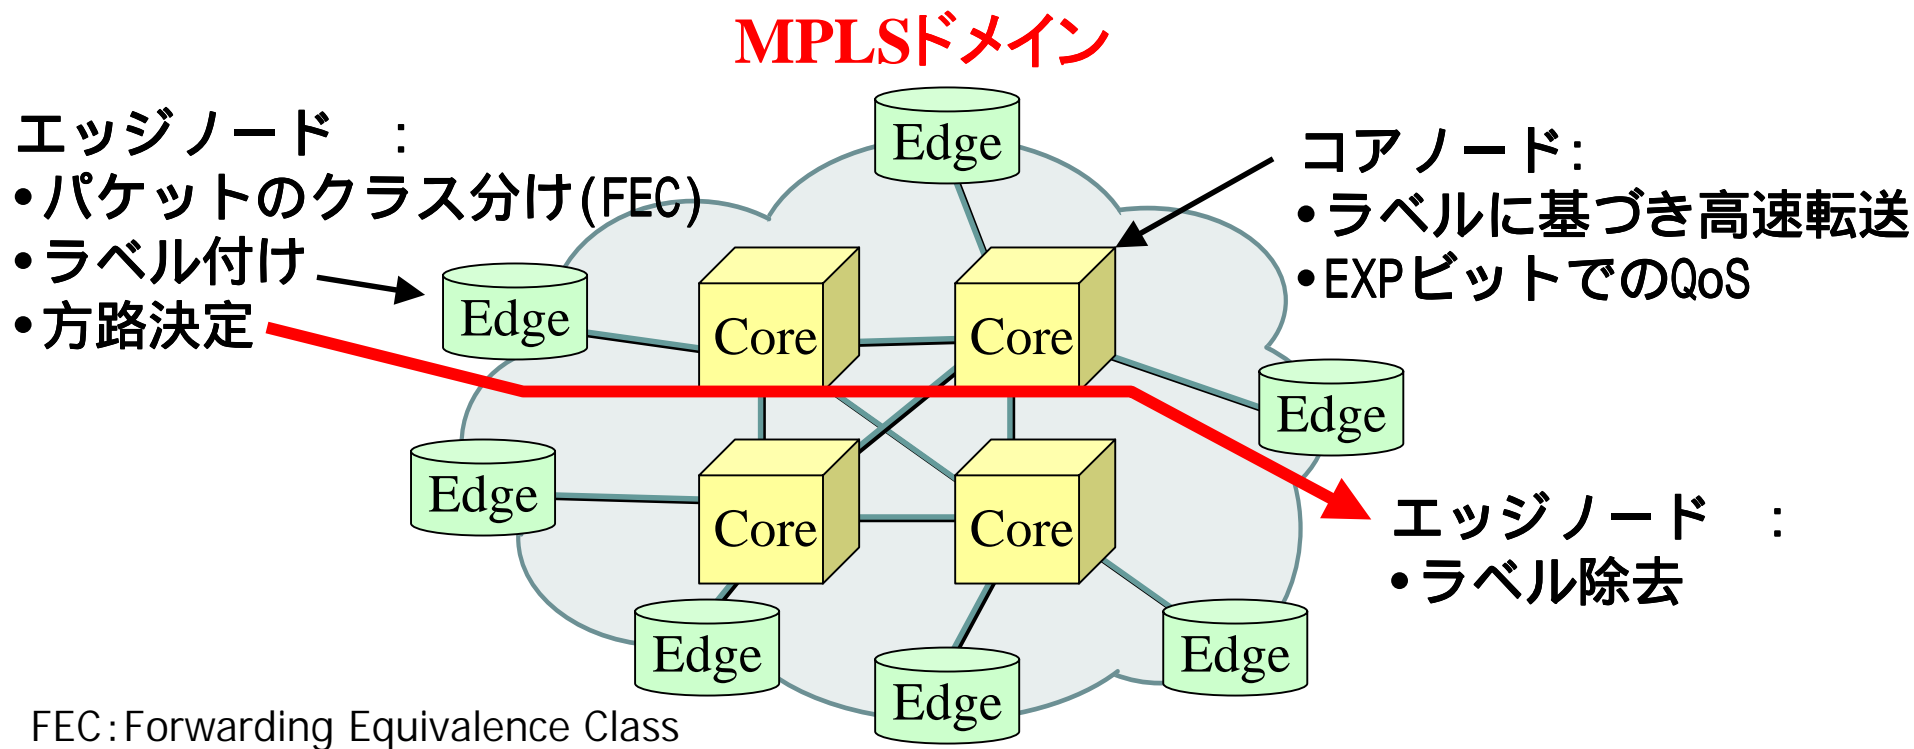 MPLSドメイン
エッジノード　:
•パケットのクラス分け(FEC)
•ラベル付け
•方路決定
コアノード:
•ラベルに基づき高速転送
•EXPビットでのQoS
Edge
Edge
Core
Core
Edge
Edge
Core
Core
エッジノード　:
•ラベル除去
Edge
Edge
Edge
FEC:Forwarding Equivalence Class